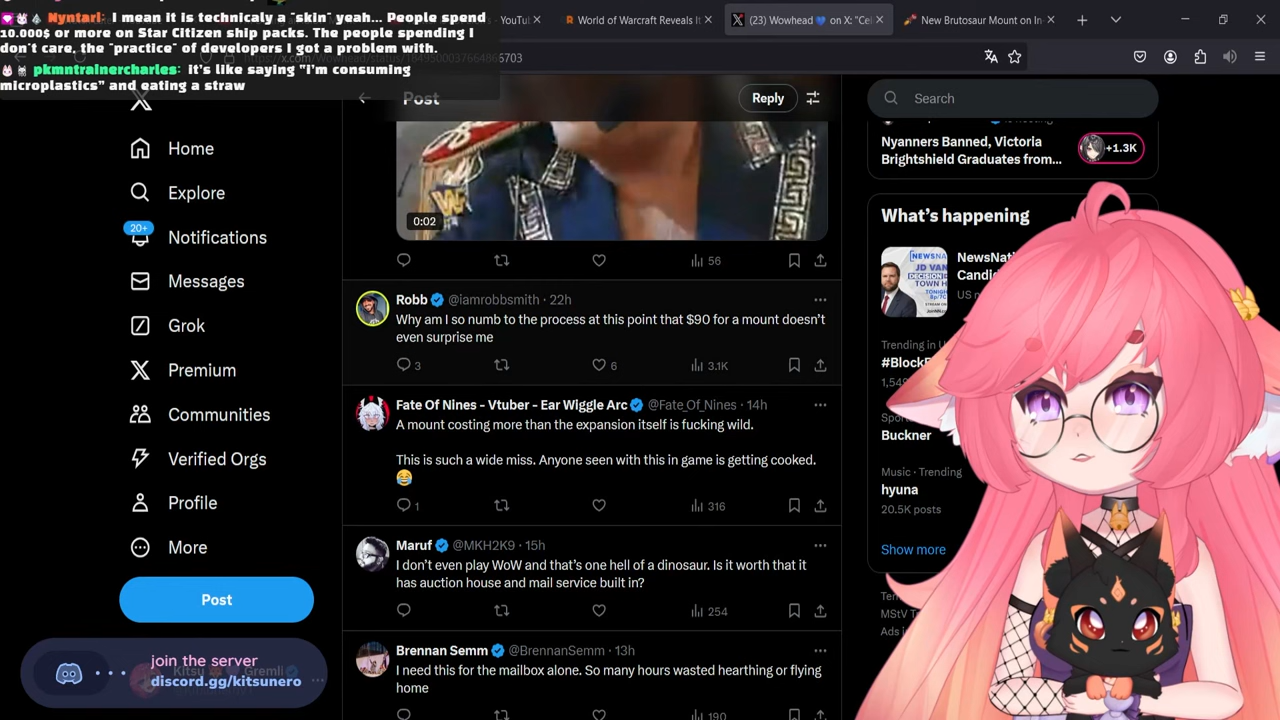 Nyntari: I mean it is technicaly a "skin" yeah... People spend
10.000$ or more on Star Citizen ship packs. The people spending I
don't care, the "practice" of developers I got a problem with.
pkmntrainercharles: It's like saying "I'm consuming
microplastics" and eating a straw
YouTu
World of Warcraft Reveals It
(23) Wowhead 💙 on X: "Cel
New Brutosaur Mount on In-
Post
Reply
Search
Home
Explore
20+
Notifications
Messages
Grok
Premium
Communities
Verified Orgs
Profile
More
Post
join the server
discord.gg/kitsunero
0:02
56
Robb @iamrobbsmith · 22h
Why am I so numb to the process at this point that $90 for a mount doesn't
even surprise me
3 6 3.1K
Fate Of Nines - Vtuber - Ear Wiggle Arc @Fate_Of_Nines · 14h
A mount costing more than the expansion itself is fucking wild.
This is such a wide miss. Anyone seen with this in game is getting cooked.
😂
1 316
Maruf @MKH2K9 · 15h
I don't even play WoW and that's one hell of a dinosaur. Is it worth that it
has auction house and mail service built in?
254
Brennan Semm @BrennanSemm · 13h
I need this for the mailbox alone. So many hours wasted hearthing or flying
home
190
Nyanners Banned, Victoria
Brightshield Graduates from...
+1.3K
What's happening
NewsNat
Candi
US
Trending in U
#BlockB
Buckner
Music · Trending
hyuna
20.5K posts
Show more